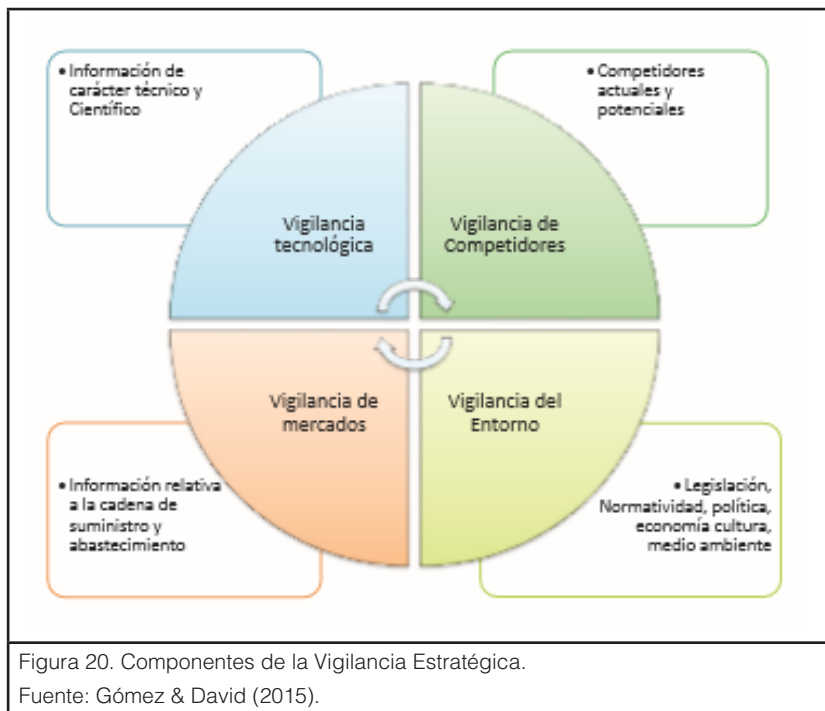 • Información de
carácter técnico y
Científico
• Competidores
actuales y
potenciales
Vigilancia
tecnológica
Vigilancia de
Competidores
Vigilancia de
mercados
Vigilancia del
Entorno
• Información relativa
a la cadena de
suministro y
abastecimiento
• Legislación,
Normatividad, política,
economía cultura,
medio ambiente
Figura 20. Componentes de la Vigilancia Estratégica.
Fuente: Gómez & David (2015).